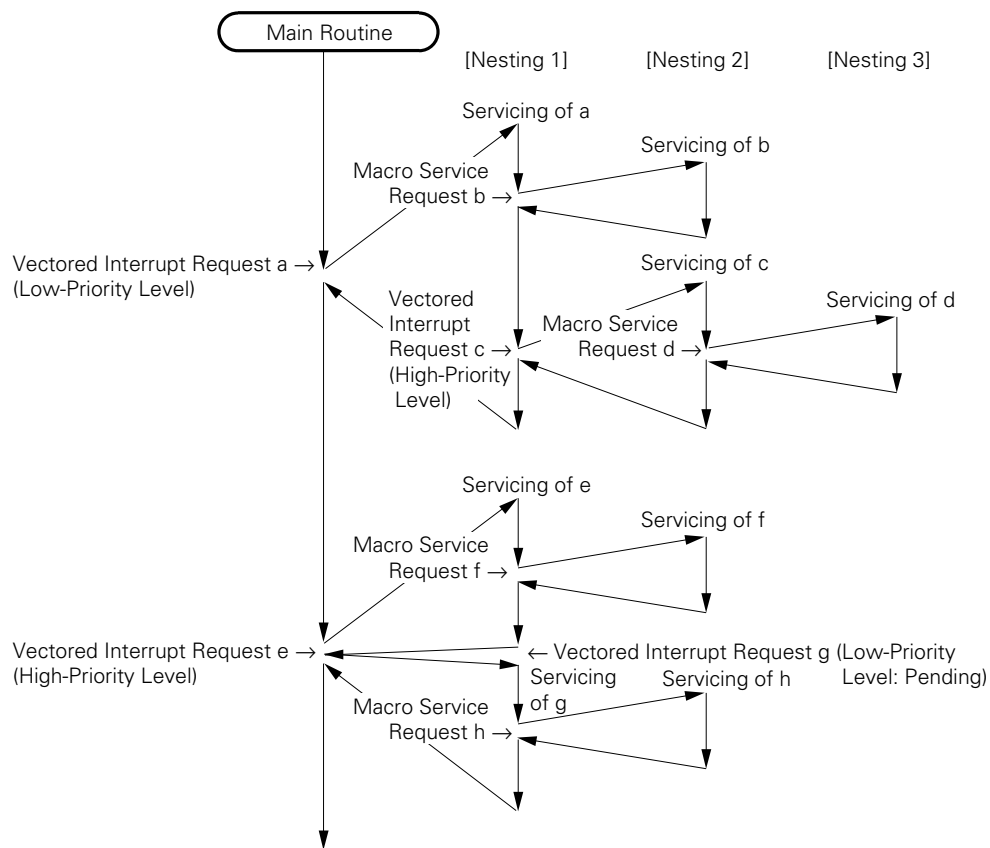 Main Routine
[Nesting 1] [Nesting 2] [Nesting 3]
Servicing of a
Macro Service
Request b →
Servicing of b
Vectored Interrupt Request a →
(Low-Priority Level)
Vectored
Interrupt
Request c →
(High-Priority
Level)
Servicing of c
Macro Service
Request d →
Servicing of d
Servicing of e
Macro Service
Request f →
Servicing of f
Vectored Interrupt Request e →
(High-Priority Level)
← Vectored Interrupt Request g (Low-Priority
Level: Pending)
Servicing
of g
Servicing of h
Macro Service
Request h →